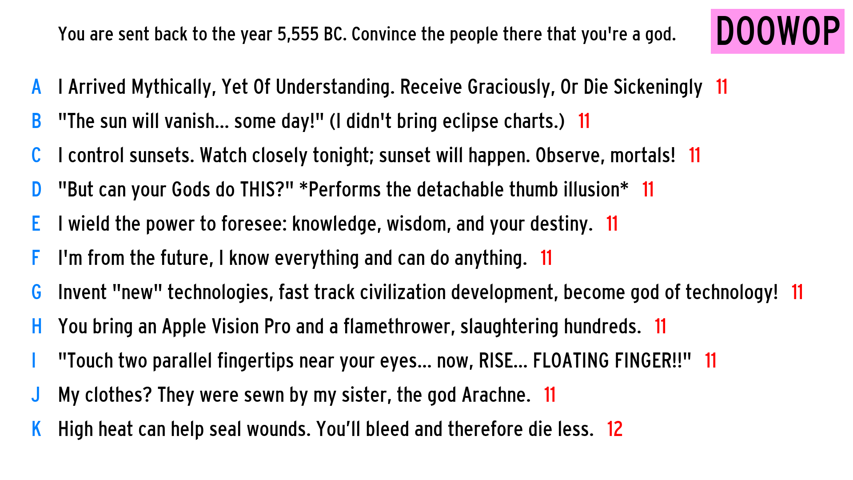 You are sent back to the year 5,555 BC. Convince the people there that you're a god.
DOOWOP
A I Arrived Mythically, Yet Of Understanding. Receive Graciously, Or Die Sickeningly 11
B "The sun will vanish... some day!" (I didn't bring eclipse charts.) 11
C I control sunsets. Watch closely tonight; sunset will happen. Observe, mortals! 11
D "But can your Gods do THIS?" *Performs the detachable thumb illusion* 11
E I wield the power to foresee: knowledge, wisdom, and your destiny. 11
F I'm from the future, I know everything and can do anything. 11
G Invent "new" technologies, fast track civilization development, become god of technology! 11
H You bring an Apple Vision Pro and a flamethrower, slaughtering hundreds. 11
I "Touch two parallel fingertips near your eyes... now, RISE... FLOATING FINGER!!" 11
J My clothes? They were sewn by my sister, the god Arachne. 11
K High heat can help seal wounds. You’ll bleed and therefore die less. 12